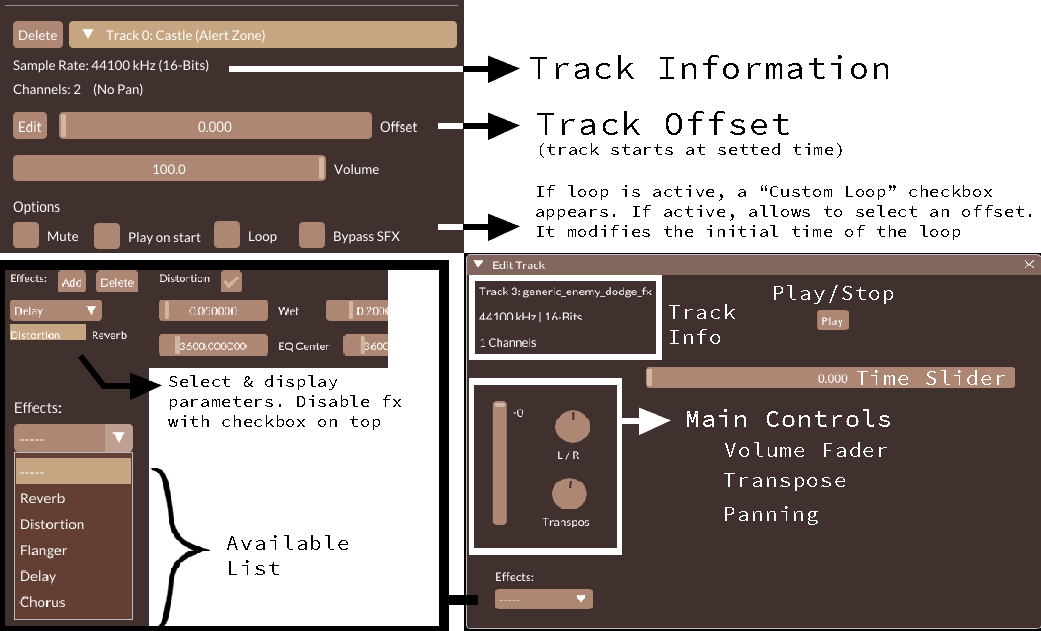 Delete
Track 0: Castle (Alert Zone)
Sample Rate: 44100 kHz (16-Bits)
Channels: 2 (No Pan)
Track Information
Edit
0.000
Offset
Track Offset
(track starts at setted time)
100.0
Volume
Options
Mute
Play on start
Loop
Bypass SFX
If loop is active, a “Custom Loop” checkbox
appears. If active, allows to select an offset.
It modifies the initial time of the loop
Effects:
Add
Delete
Distortion
Delay
0.050000
Wet
0.2000
Distortion
Reverb
3600.000000
EQ Center
3600
Select & display
parameters. Disable fx
with checkbox on top
Effects:
-----
-----
Reverb
Distortion
Flanger
Delay
Chorus
Available
List
Edit Track
Track 3: generic_enemy_dodge_fx
44100 kHz | 16-Bits
1 Channels
Track
Info
Play/Stop
Play
0.000
Time Slider
-0
L / R
Transpos
Main Controls
Volume Fader
Transpose
Panning
Effects:
-----